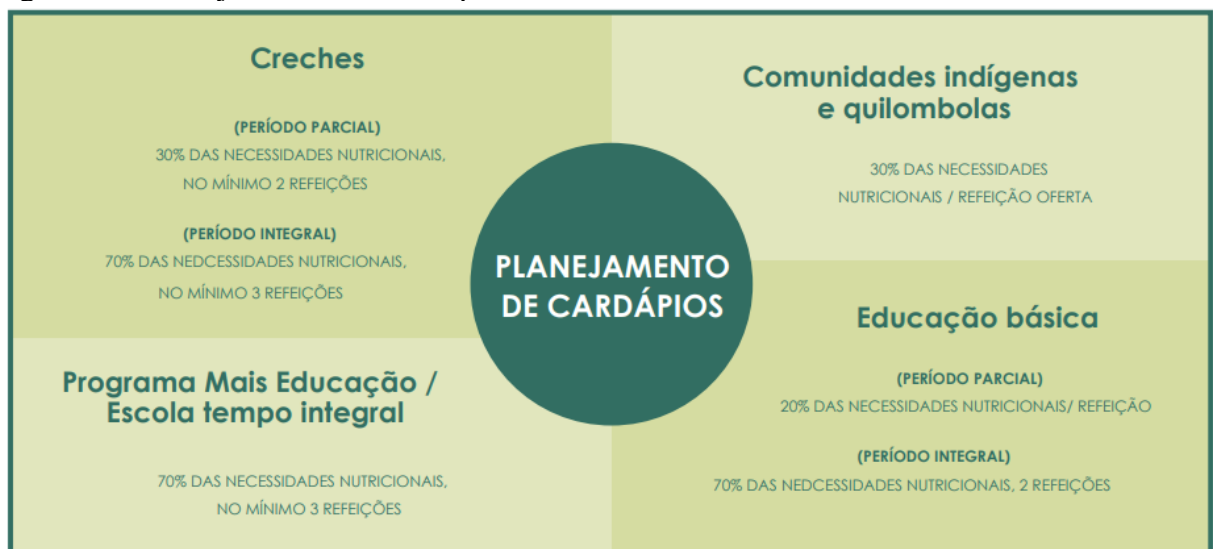 Creches
(PERÍODO PARCIAL)
30% DAS NECESSIDADES NUTRICIONAIS,
NO MÍNIMO 2 REFEIÇÕES
(PERÍODO INTEGRAL)
70% DAS NEDCESSIDADES NUTRICIONAIS,
NO MÍNIMO 3 REFEIÇÕES
Comunidades indígenas
e quilombolas
30% DAS NECESSIDADES
NUTRICIONAIS / REFEIÇÃO OFERTA
PLANEJAMENTO
DE CARDÁPIOS
Programa Mais Educação /
Escola tempo integral
70% DAS NECESSIDADES NUTRICIONAIS,
NO MÍNIMO 3 REFEIÇÕES
Educação básica
(PERÍODO PARCIAL)
20% DAS NECESSIDADES NUTRICIONAIS/ REFEIÇÃO
(PERÍODO INTEGRAL)
70% DAS NEDCESSIDADES NUTRICIONAIS, 2 REFEIÇÕES